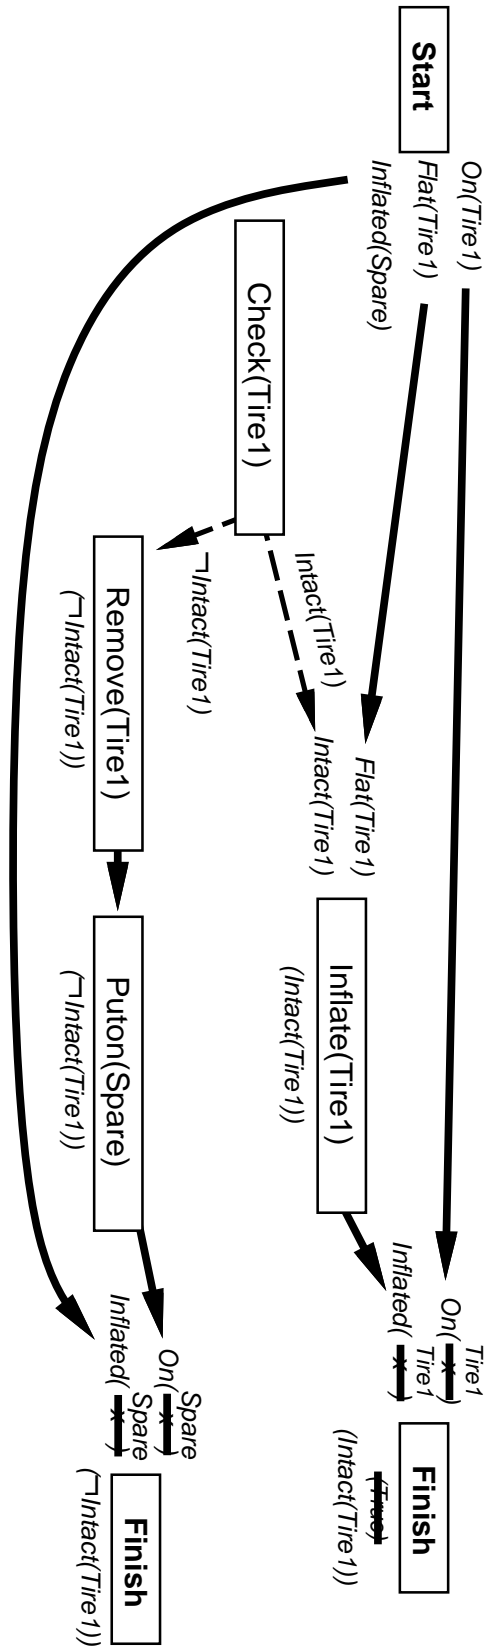 Start
On(Tire1)
Flat(Tire1)
Inflated(Spare)
Check(Tire1)
Intact(Tire1)
¬Intact(Tire1)
Flat(Tire1)
Intact(Tire1)
Inflate(Tire1)
(Intact(Tire1))
Tire1
On( x )
Tire1
Inflated( x )
Finish
(True)
(Intact(Tire1))
Remove(Tire1)
(¬Intact(Tire1))
Puton(Spare)
(¬Intact(Tire1))
Spare
On( x )
Spare
Inflated( x )
Finish
(¬Intact(Tire1))